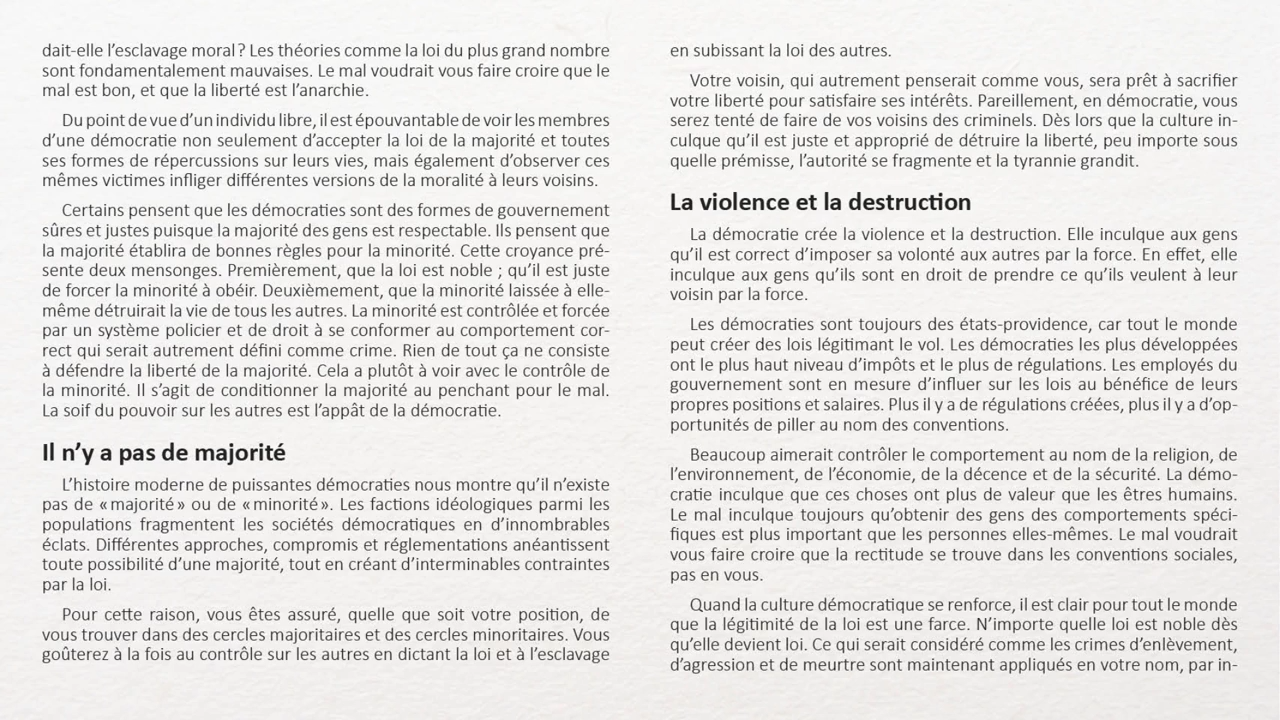 dait-elle l’esclavage moral ? Les théories comme la loi du plus grand nombre
sont fondamentalement mauvaises. Le mal voudrait vous faire croire que le
mal est bon, et que la liberté est l’anarchie.
Du point de vue d’un individu libre, il est épouvantable de voir les membres
d’une démocratie non seulement d’accepter la loi de la majorité et toutes
ses formes de répercussions sur leurs vies, mais également d’observer ces
mêmes victimes infliger différentes versions de la moralité à leurs voisins.
Certains pensent que les démocraties sont des formes de gouvernement
sûres et justes puisque la majorité des gens est respectable. Ils pensent que
la majorité établira de bonnes règles pour la minorité. Cette croyance pré-
sente deux mensonges. Premièrement, que la loi est noble ; qu’il est juste
de forcer la minorité à obéir. Deuxièmement, que la minorité laissée à elle-
même détruirait la vie de tous les autres. La minorité est contrôlée et forcée
par un système policier et de droit à se conformer au comportement cor-
rect qui serait autrement défini comme crime. Rien de tout ça ne consiste
à défendre la liberté de la majorité. Cela a plutôt à voir avec le contrôle de
la minorité. Il s’agit de conditionner la majorité au penchant pour le mal.
La soif du pouvoir sur les autres est l’appât de la démocratie.
Il n’y a pas de majorité
L’histoire moderne de puissantes démocraties nous montre qu’il n’existe
pas de « majorité » ou de « minorité ». Les factions idéologiques parmi les
populations fragmentent les sociétés démocratiques en d’innombrables
éclats. Différentes approches, compromis et réglementations anéantissent
toute possibilité d’une majorité, tout en créant d’interminables contraintes
par la loi.
Pour cette raison, vous êtes assuré, quelle que soit votre position, de
vous trouver dans des cercles majoritaires et des cercles minoritaires. Vous
goûterez à la fois au contrôle sur les autres en dictant la loi et à l’esclavage
en subissant la loi des autres.
Votre voisin, qui autrement penserait comme vous, sera prêt à sacrifier
votre liberté pour satisfaire ses intérêts. Pareillement, en démocratie, vous
serez tenté de faire de vos voisins des criminels. Dès lors que la culture in-
culque qu’il est juste et approprié de détruire la liberté, peu importe sous
quelle prémisse, l’autorité se fragmente et la tyrannie grandit.
La violence et la destruction
La démocratie crée la violence et la destruction. Elle inculque aux gens
qu’il est correct d’imposer sa volonté aux autres par la force. En effet, elle
inculque aux gens qu’ils sont en droit de prendre ce qu’ils veulent à leur
voisin par la force.
Les démocraties sont toujours des états-providence, car tout le monde
peut créer des lois légitimant le vol. Les démocraties les plus développées
ont le plus haut niveau d’impôts et le plus de régulations. Les employés du
gouvernement sont en mesure d’influer sur les lois au bénéfice de leurs
propres positions et salaires. Plus il y a de régulations créées, plus il y a d’op-
portunités de piller au nom des conventions.
Beaucoup aimerait contrôler le comportement au nom de la religion, de
l’environnement, de l’économie, de la décence et de la sécurité. La démo-
cratie inculque que ces choses ont plus de valeur que les êtres humains.
Le mal inculque toujours qu’obtenir des gens des comportements spéci-
fiques est plus important que les personnes elles-mêmes. Le mal voudrait
vous faire croire que la rectitude se trouve dans les conventions sociales,
pas en vous.
Quand la culture démocratique se renforce, il est clair pour tout le monde
que la légitimité de la loi est une farce. N’importe quelle loi est noble dès
qu’elle devient loi. Ce qui serait considéré comme les crimes d’enlèvement,
d’agression et de meurtre sont maintenant appliqués en votre nom, par in-